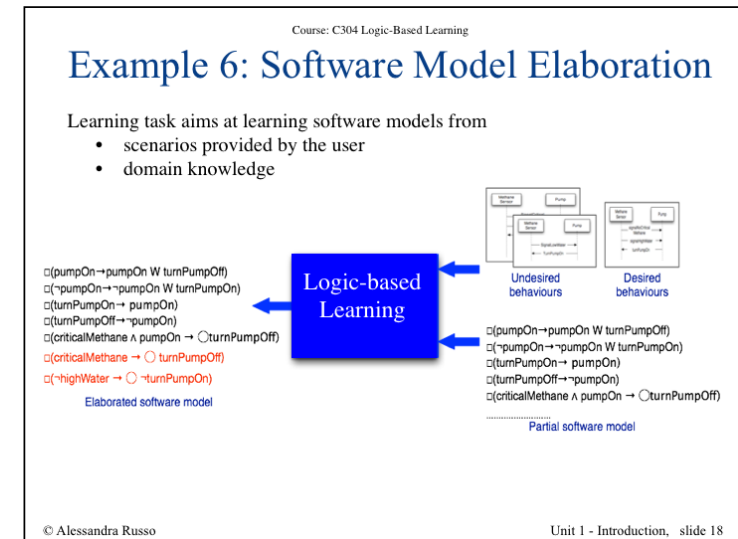 Course: C304 Logic-Based Learning
Example 6: Software Model Elaboration
Learning task aims at learning software models from
• scenarios provided by the user
• domain knowledge
Methane
Sensor
Pump
Undesired
behaviours
Desired
behaviours
Logic-based
Learning
□(pumpOn→pumpOn W turnPumpOff)
□(¬pumpOn→¬pumpOn W turnPumpOn)
□(turnPumpOn→ pumpOn)
□(turnPumpOff→¬pumpOn)
□(criticalMethane ∧ pumpOn → ◯turnPumpOff)
□(criticalMethane → ◯ turnPumpOff)
□(¬highWater → ◯ ¬turnPumpOn)
Elaborated software model
□(pumpOn→pumpOn W turnPumpOff)
□(¬pumpOn→¬pumpOn W turnPumpOn)
□(turnPumpOn→ pumpOn)
□(turnPumpOff→¬pumpOn)
□(criticalMethane ∧ pumpOn → ◯turnPumpOff)
Partial software model
© Alessandra Russo
Unit 1 - Introduction, slide 18